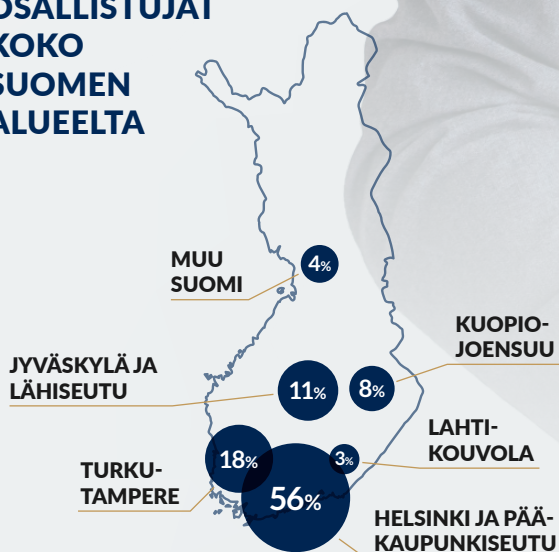 OSALLISTUJAT
KOKO
SUOMEN
ALUEELTA
MUU
SUOMI
4%
KUOPIO-
JOENSUU
8%
JYVÄSKYLÄ JA
LÄHISEUTU
11%
LAHTI-
KOUVOLA
3%
TURKU-
TAMPERE
18%
56%
HELSINKI JA PÄÄ-
KAUPUNKISEUTU